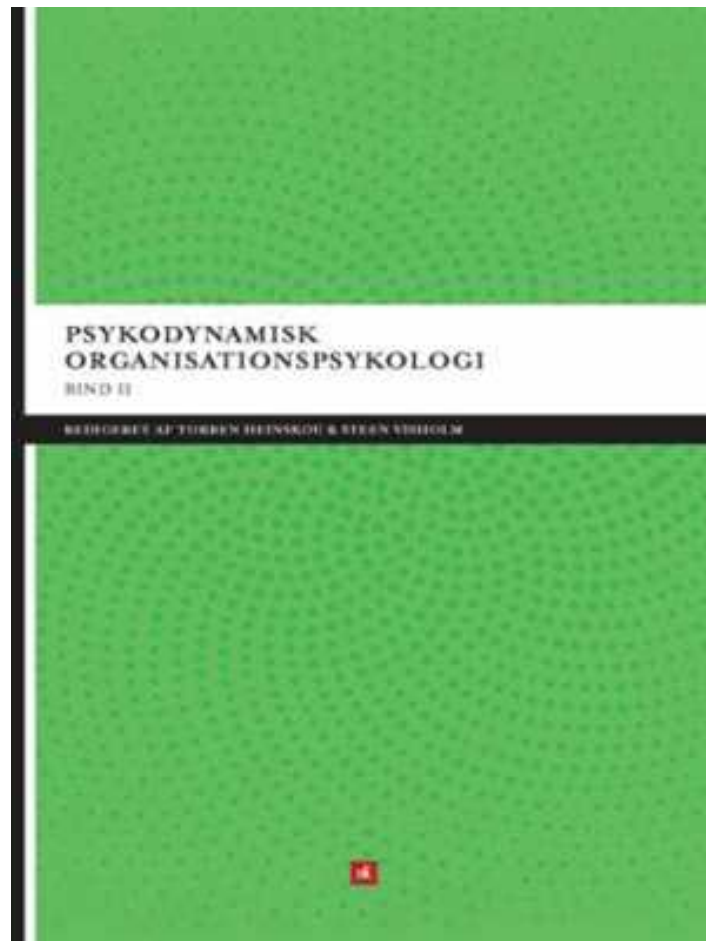 PSYKODYNAMISK
ORGANISATIONSPSYKOLOGI
BIND II
REDIGERET AF TORBEN HEINSKOU & STEEN VISHOLM